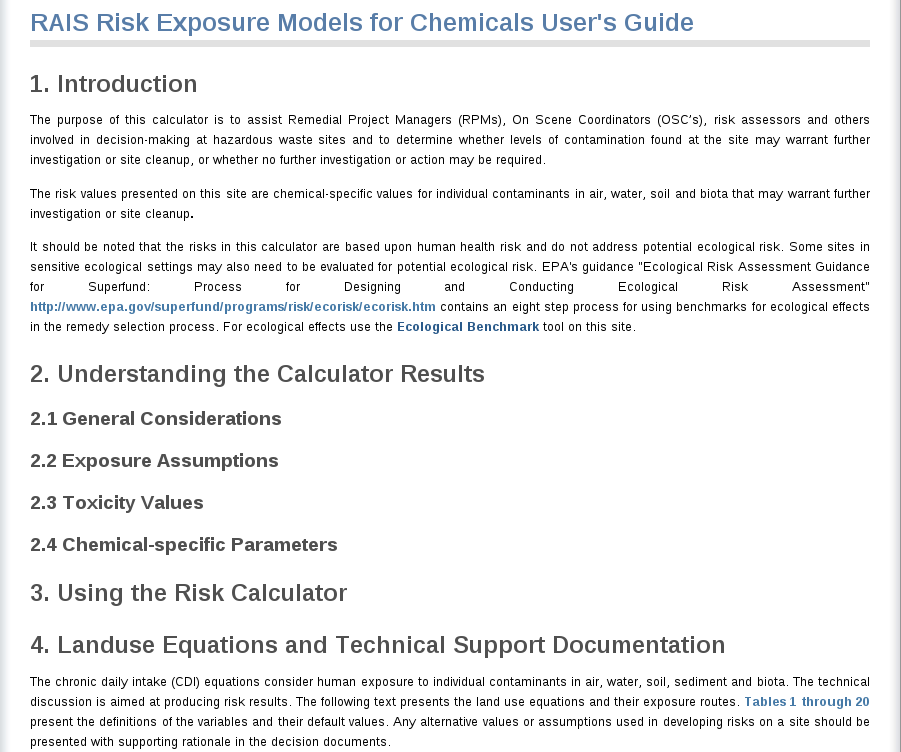 RAIS Risk Exposure Models for Chemicals User's Guide
1. Introduction
The purpose of this calculator is to assist Remedial Project Managers (RPMs), On Scene Coordinators (OSC's), risk assessors and others
involved in decision-making at hazardous waste sites and to determine whether levels of contamination found at the site may warrant further
investigation or site cleanup, or whether no further investigation or action may be required.
The risk values presented on this site are chemical-specific values for individual contaminants in air, water, soil and biota that may warrant further
investigation or site cleanup.
It should be noted that the risks in this calculator are based upon human health risk and do not address potential ecological risk. Some sites in
sensitive ecological settings may also need to be evaluated for potential ecological risk. EPA's guidance "Ecological Risk Assessment Guidance
for Superfund: Process for Designing and Conducting Ecological Risk Assessment"
http://www.epa.gov/superfund/programs/risk/ecorisk/ecorisk.htm contains an eight step process for using benchmarks for ecological effects
in the remedy selection process. For ecological effects use the Ecological Benchmark tool on this site.
2. Understanding the Calculator Results
2.1 General Considerations
2.2 Exposure Assumptions
2.3 Toxicity Values
2.4 Chemical-specific Parameters
3. Using the Risk Calculator
4. Landuse Equations and Technical Support Documentation
The chronic daily intake (CDI) equations consider human exposure to individual contaminants in air, water, soil, sediment and biota. The technical
discussion is aimed at producing risk results. The following text presents the land use equations and their exposure routes. Tables 1 through 20
present the definitions of the variables and their default values. Any alternative values or assumptions used in developing risks on a site should be
presented with supporting rationale in the decision documents.